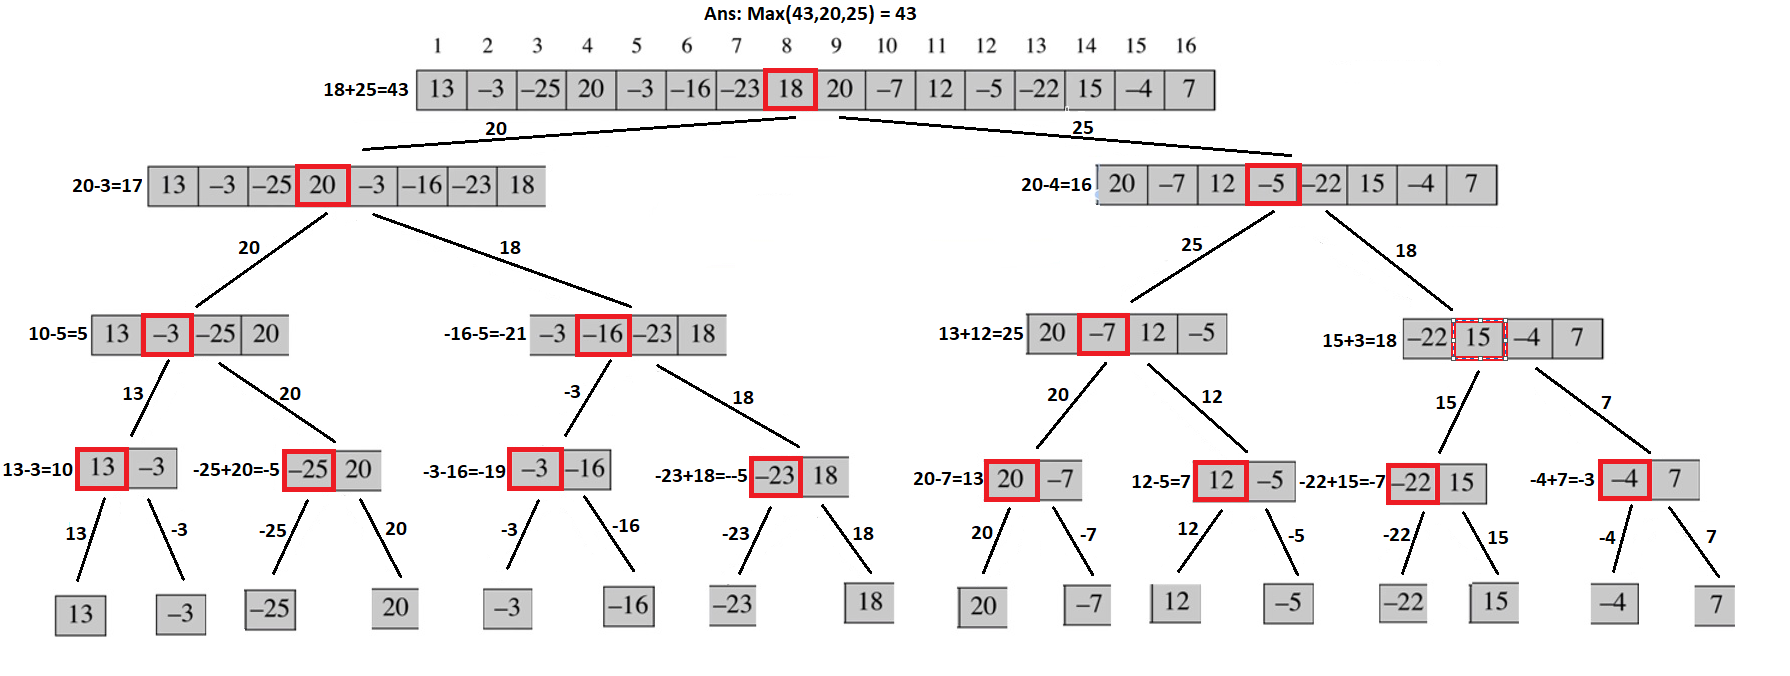 Ans: Max(43,20,25) = 43
1 2 3 4 5 6 7 8 9 10 11 12 13 14 15 16
18+25=43 13 –3 –25 20 –3 –16 –23 18 20 –7 12 –5 –22 15 –4 7
20 25
20-3=17 13 –3 –25 20 –3 –16 –23 18 20-4=16 20 –7 12 –5 –22 15 –4 7
20 18 25 18
10-5=5 13 –3 –25 20 -16-5=-21 –3 –16 –23 18 13+12=25 20 –7 12 –5 15+3=18 –22 15 –4 7
13 20 -3 18 20 12 15 7
13-3=10 13 –3 -25+20=-5 –25 20 -3-16=-19 –3 –16 -23+18=--5 –23 18 20-7=13 20 –7 12-5=7 12 –5 -22+15=-7 –22 15 -4+7=-3 –4 7
13 -3 -25 20 -3 -16 -23 18 20 -7 12 -5 -22 15 -4 7
13 –3 –25 20 –3 –16 –23 18 20 –7 12 –5 –22 15 –4 7